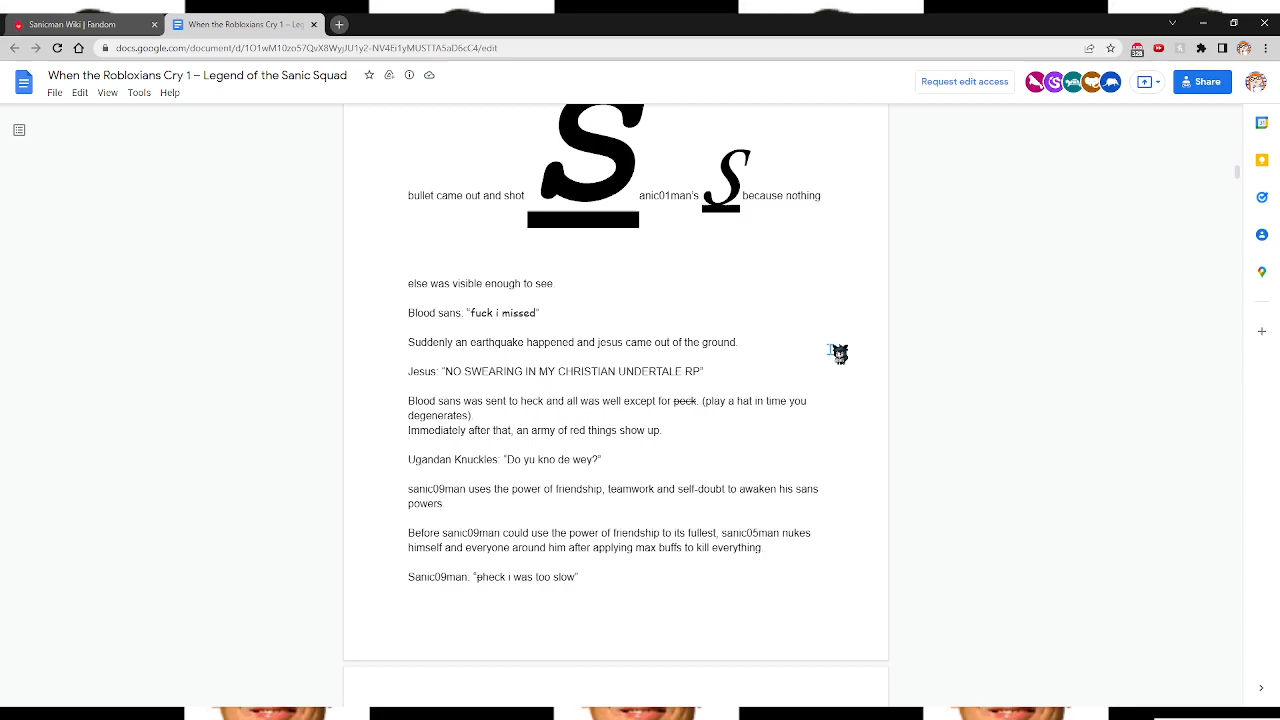 Sanicman Wiki | Fandom
When the Robloxians Cry 1 – Leg
docs.google.com/document/d/1O1wM10zo57QvX8WyjJU1y2-NV4Ei1yMUSTTA5aD6cC4/edit
When the Robloxians Cry 1 – Legend of the Sanic Squad
Request edit access
Share
File Edit View Tools Help
bullet came out and shot Sanic01man's S because nothing
else was visible enough to see.
Blood sans: "fuck i missed"
Suddenly an earthquake happened and jesus came out of the ground.
Jesus: "NO SWEARING IN MY CHRISTIAN UNDERTALE RP"
Blood sans was sent to heck and all was well except for peck. (play a hat in time you
degenerates).
Immediately after that, an army of red things show up.
Ugandan Knuckles: "Do yu kno de wey?"
sanic09man uses the power of friendship, teamwork and self-doubt to awaken his sans
powers.
Before sanic09man could use the power of friendship to its fullest, sanic05man nukes
himself and everyone around him after applying max buffs to kill everything.
Sanic09man: "pheck i was too slow"